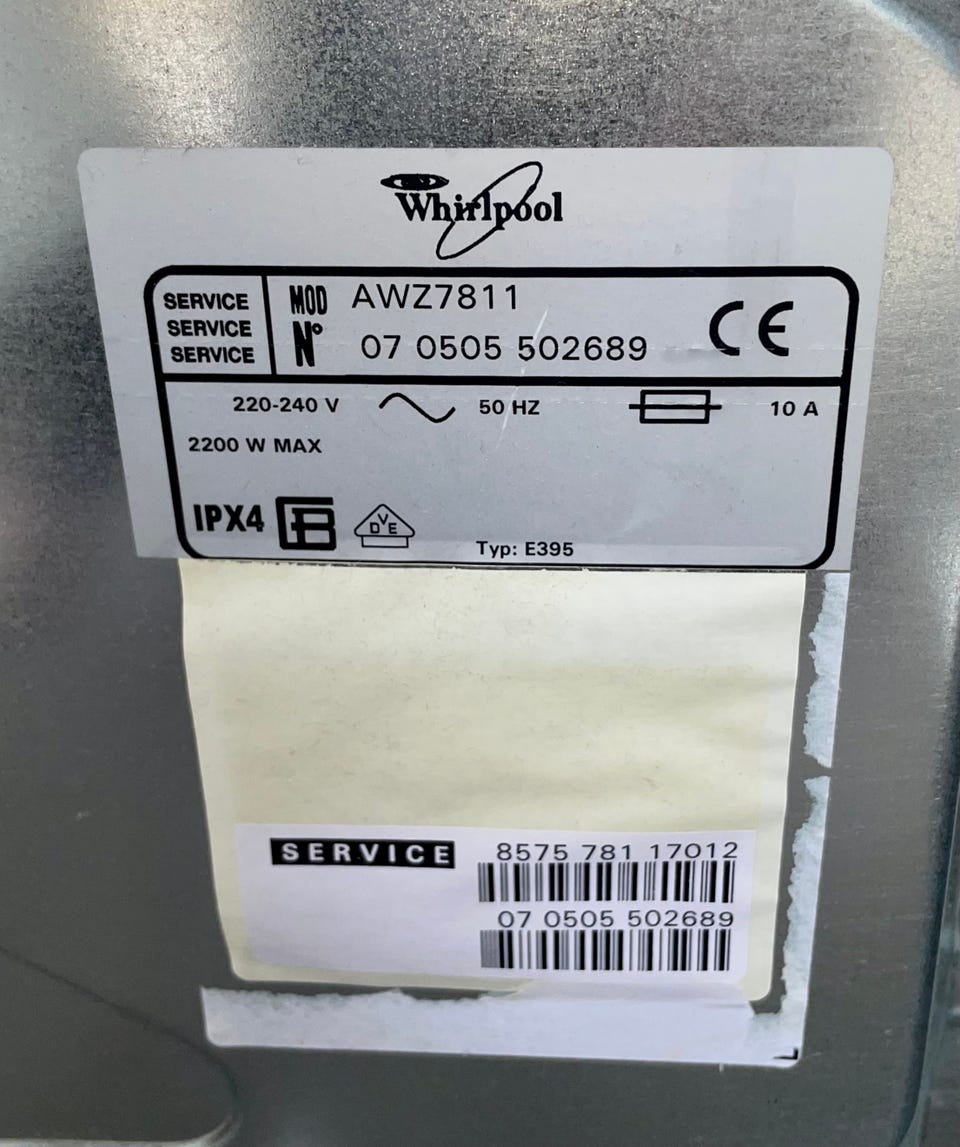 Whirlpool
SERVICE
SERVICE
SERVICE
MOD AWZ7811
N° 07 0505 502689
CE
220-240 V 50 HZ 10 A
2200 W MAX
IPX4
DVE
Typ: E395
SERVICE
8575 781 17012
07 0505 502689